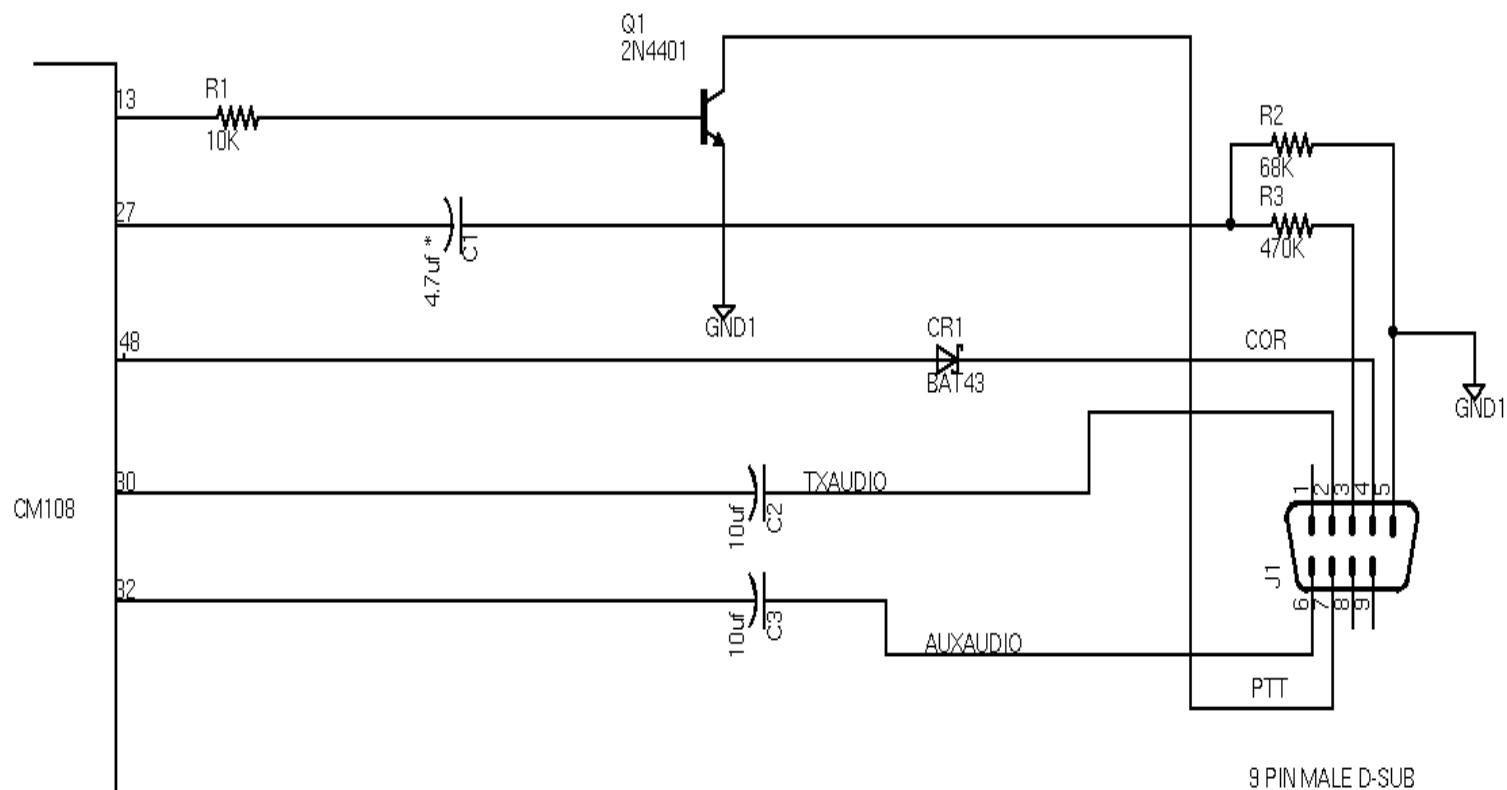 Q1
2N4401
13
R1
10K
R2
68K
27
4.7uf *
C1
R3
470K
GND1
48
CR1
BAT43
COR
GND1
CM108
30
10uf
C2
TXAUDIO
1
2
3
4
5
J1
32
10uf
C3
6
7
8
9
AUXAUDIO
PTT
9 PIN MALE D-SUB